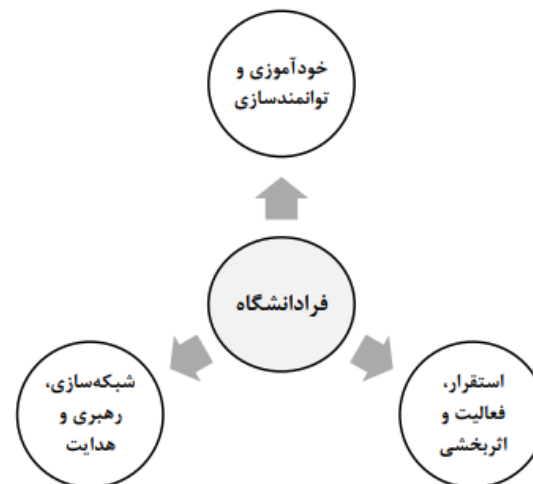 خودآموزی و
توانمندسازی
فرادانشگاه
استقرار،
فعالیت و
اثربخشی
شبکه‌سازی،
رهبری و
هدایت